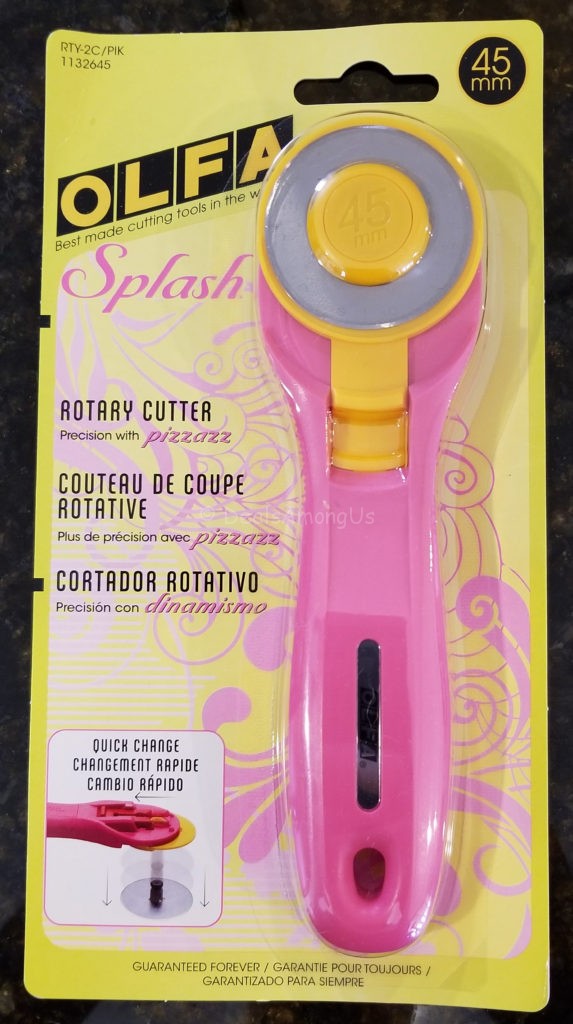 RTY-2C/PIK
1132645
45
mm
OLFA
Best made cutting tools in the
Splash
45
mm
ROTARY CUTTER
Precision with pizzazz
COUTEAU DE COUPE
ROTATIVE
Plus de précision avec pizzazz
CORTADOR ROTATIVO
Precisión con dinamismo
OLFA®
QUICK CHANGE
CHANGEMENT RAPIDE
CAMBIO RÁPIDO
GUARANTEED FOREVER / GARANTIE POUR TOUJOURS /
GARANTIZADO PARA SIEMPRE